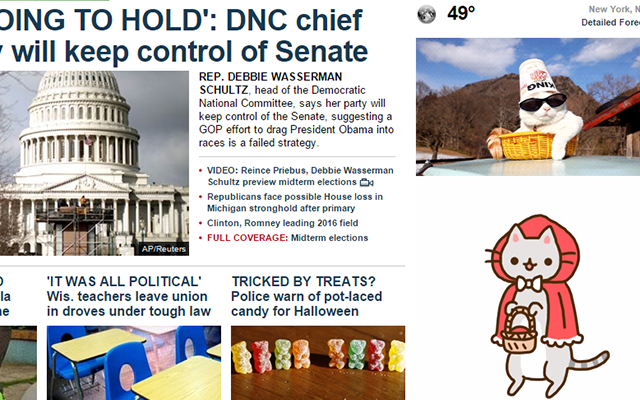 OING TO HOLD': DNC chief
will keep control of Senate
REP. DEBBIE WASSERMAN
SCHULTZ, head of the Democratic
National Committee, says her party will
keep control of the Senate, suggesting a
GOP effort to drag President Obama into
races is a failed strategy.
• VIDEO: Reince Priebus, Debbie Wasserman
Schultz preview midterm elections
• Republicans face possible House loss in
Michigan stronghold after primary
• Clinton, Romney leading 2016 field
• FULL COVERAGE: Midterm elections
AP/Reuters
'IT WAS ALL POLITICAL'
Wis. teachers leave union
in droves under tough law
TRICKED BY TREATS?
Police warn of pot-laced
candy for Halloween
49°
New York, N
Detailed Fore
KING